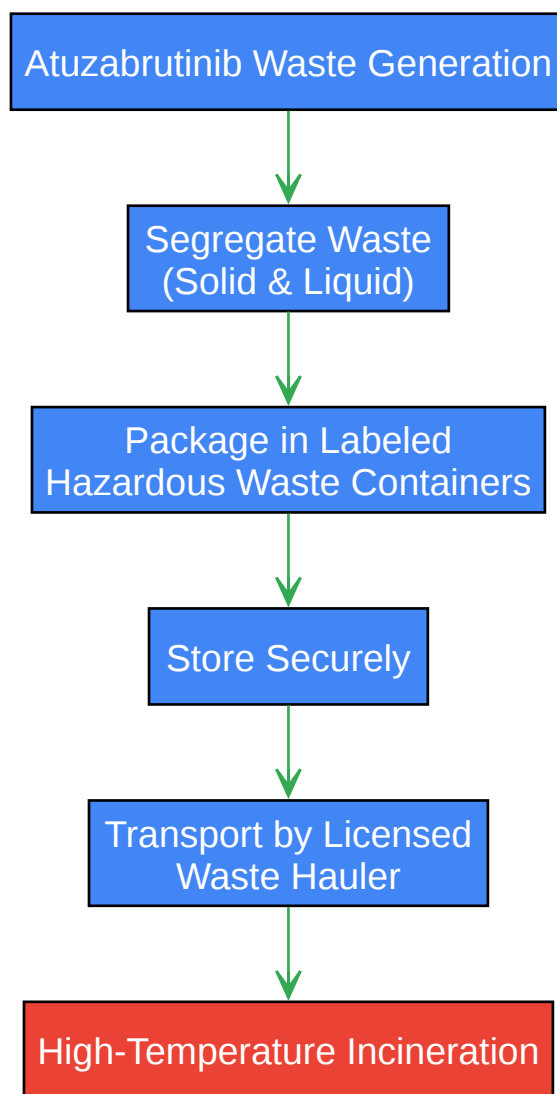 Atuzabrutinib Waste Generation
Segregate Waste
(Solid & Liquid)
Package in Labeled
Hazardous Waste Containers
Store Securely
Transport by Licensed
Waste Hauler
High-Temperature Incineration